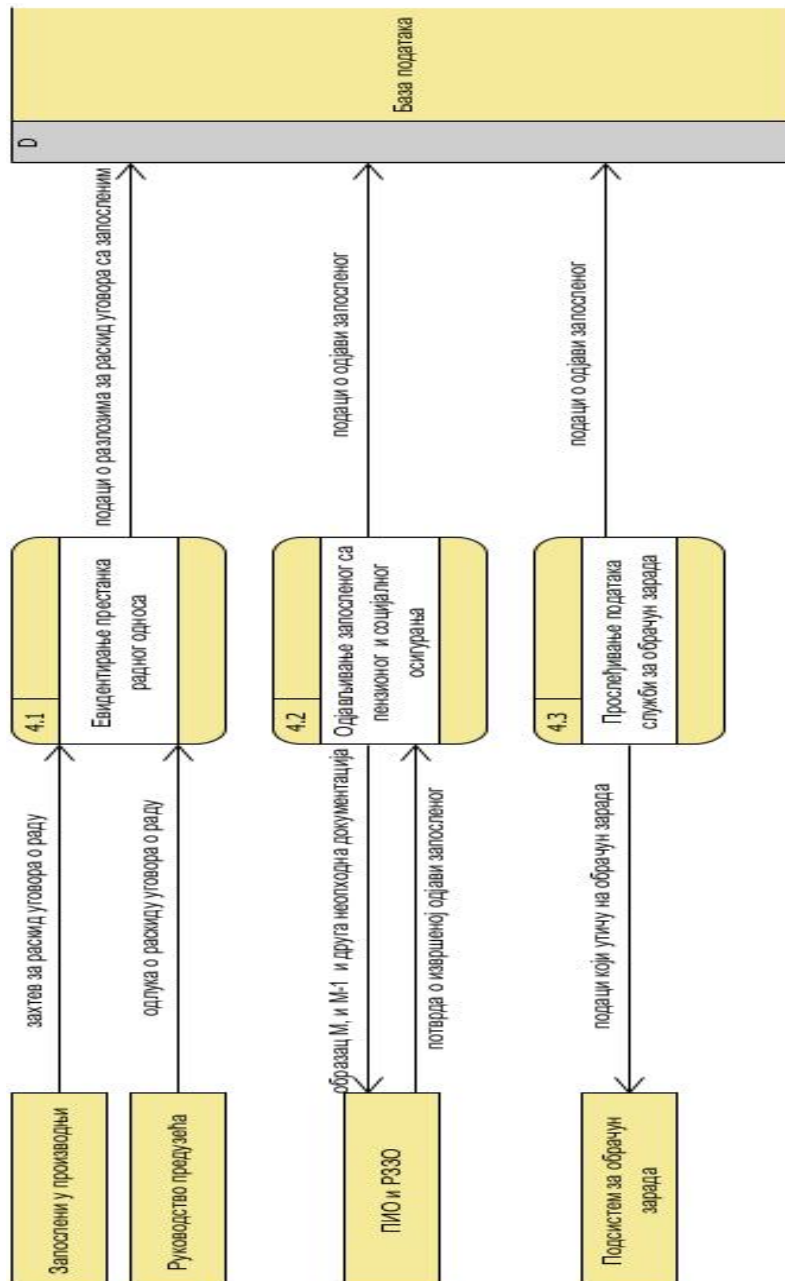 Запослени у производњи
захтев за раскид уговора о раду
4.1
Евидентирање престанка
радног односа
подаци о разлозима за раскид уговора са запосленим
D
База података
Руководство предузећа
одлука о раскиду уговора о раду
ПИО и РЗЗО
образац М, и М-1 и друга неопходна документација
потврда о извршеној одјави запосленог
4.2
Одјављивање запосленог са
пензионог и социјалног
осигурања
подаци о одјави запосленог
Подсистем за обрачун
зарада
подаци који утичу на обрачун зарада
4.3
Прослеђивање података
служби за обрачун зарада
подаци о одјави запосленог